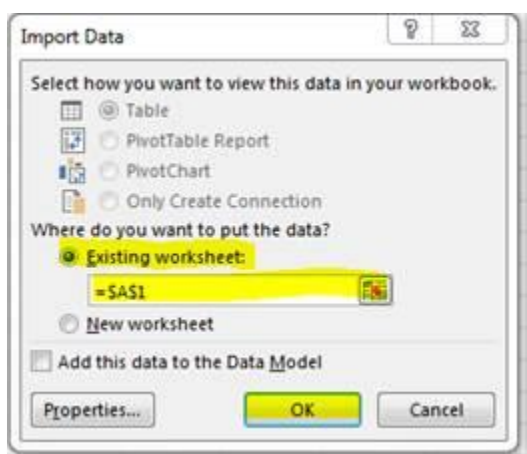 Import Data
Select how you want to view this data in your workbook.
Table
PivotTable Report
PivotChart
Only Create Connection
Where do you want to put the data?
Existing worksheet:
=$A$1
New worksheet
Add this data to the Data Model
Properties...
OK
Cancel